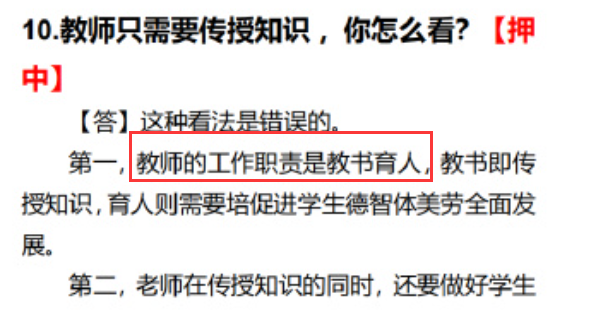 10.教师只需要传授知识，你怎么看？【押
中】
【答】这种看法是错误的。
第一，教师的工作职责是教书育人，教书即传
授知识，育人则需要培促进学生德智体美劳全面发
展。
第二，老师在传授知识的同时，还要做好学生